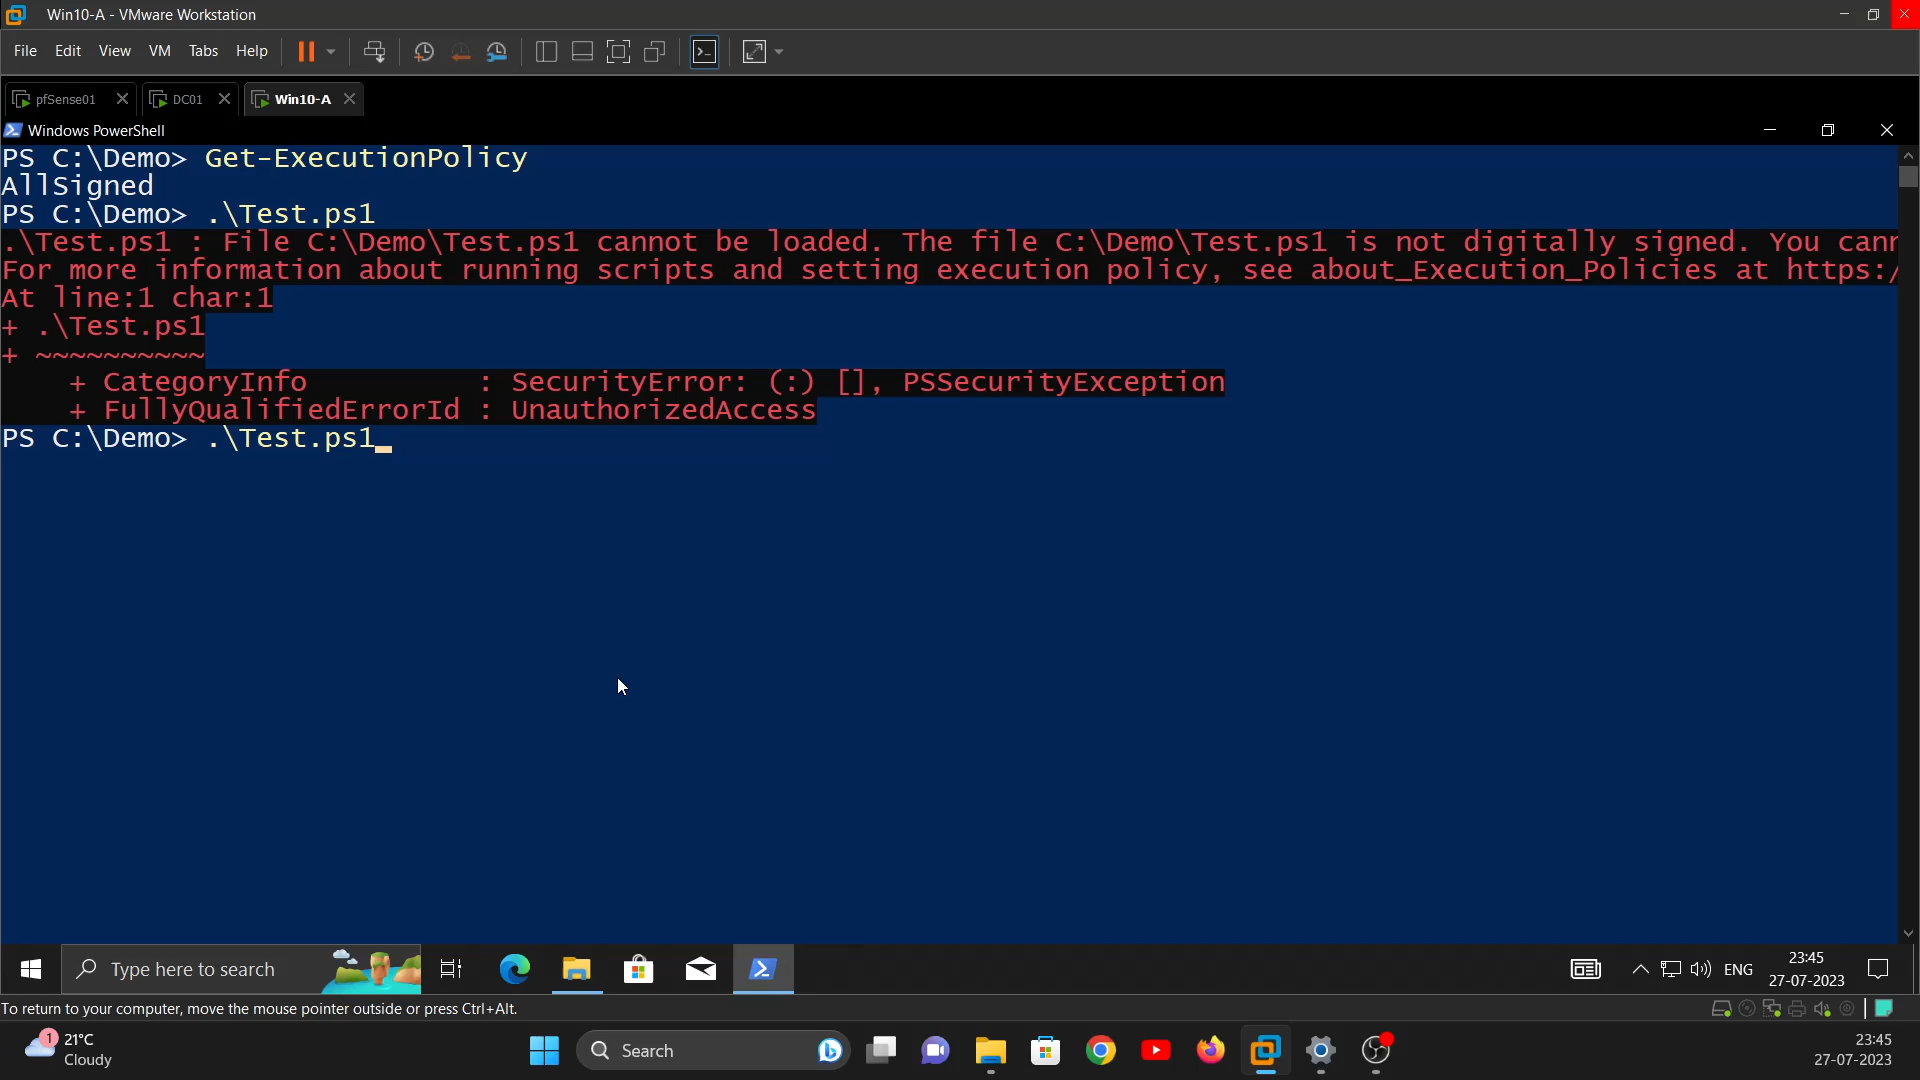 Win10-A - VMware Workstation
File Edit View VM Tabs Help
pfSense01 DC01 Win10-A
Windows PowerShell
PS C:\Demo> Get-ExecutionPolicy
AllSigned
PS C:\Demo> .\Test.ps1
.\Test.ps1 : File C:\Demo\Test.ps1 cannot be loaded. The file C:\Demo\Test.ps1 is not digitally signed. You cann
For more information about running scripts and setting execution policy, see about_Execution_Policies at https:/
At line:1 char:1
+ .\Test.ps1
+ ~~~~~~~~~~
+ CategoryInfo : SecurityError: (:) [], PSSecurityException
+ FullyQualifiedErrorId : UnauthorizedAccess
PS C:\Demo> .\Test.ps1_
Type here to search
ENG
23:45
27-07-2023
To return to your computer, move the mouse pointer outside or press Ctrl+Alt.
1
21°C
Cloudy
Search
23:45
27-07-2023